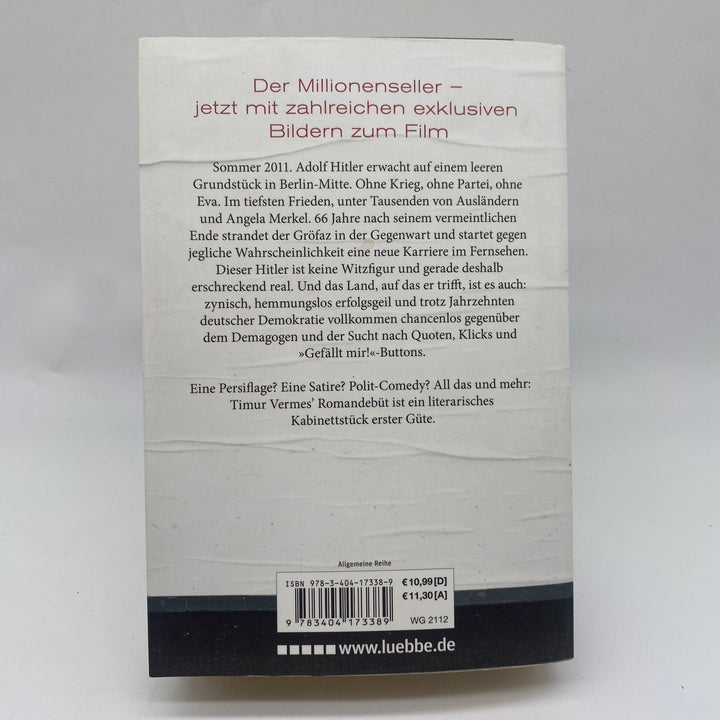 Der Millionenseller –
jetzt mit zahlreichen exklusiven
Bildern zum Film
Sommer 2011. Adolf Hitler erwacht auf einem leeren
Grundstück in Berlin-Mitte. Ohne Krieg, ohne Partei, ohne
Eva. Im tiefsten Frieden, unter Tausenden von Ausländern
und Angela Merkel. 66 Jahre nach seinem vermeintlichen
Ende strandet der Gröfaz in der Gegenwart und startet gegen
jegliche Wahrscheinlichkeit eine neue Karriere im Fernsehen.
Dieser Hitler ist keine Witzfigur und gerade deshalb
erschreckend real. Und das Land, auf das er trifft, ist es auch:
zynisch, hemmungslos erfolgsgeil und trotz Jahrzehnten
deutscher Demokratie vollkommen chancenlos gegenüber
dem Demagogen und der Sucht nach Quoten, Klicks und
»Gefällt mir!«-Buttons.
Eine Persiflage? Eine Satire? Polit-Comedy? All das und mehr:
Timur Vermes’ Romandebüt ist ein literarisches
Kabinettstück erster Güte.
Allgemeine Reihe
ISBN 978-3-404-17338-9
€ 10,99 [D]
€ 11,30 [A]
9 783404 173389
WG 2112
www.luebbe.de